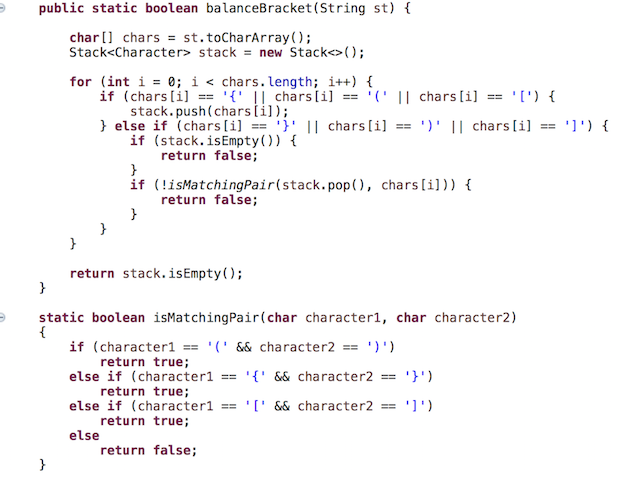 public static boolean balanceBracket(String st) {
char[] chars = st.toCharArray();
Stack<Character> stack = new Stack<>();
for (int i = 0; i < chars.length; i++) {
if (chars[i] == '{' || chars[i] == '(' || chars[i] == '[') {
stack.push(chars[i]);
} else if (chars[i] == '}' || chars[i] == ')' || chars[i] == ']') {
if (stack.isEmpty()) {
return false;
}
if (!isMatchingPair(stack.pop(), chars[i])) {
return false;
}
}
}
return stack.isEmpty();
}
static boolean isMatchingPair(char character1, char character2)
{
if (character1 == '(' && character2 == ')')
return true;
else if (character1 == '{' && character2 == '}')
return true;
else if (character1 == '[' && character2 == ']')
return true;
else
return false;
}